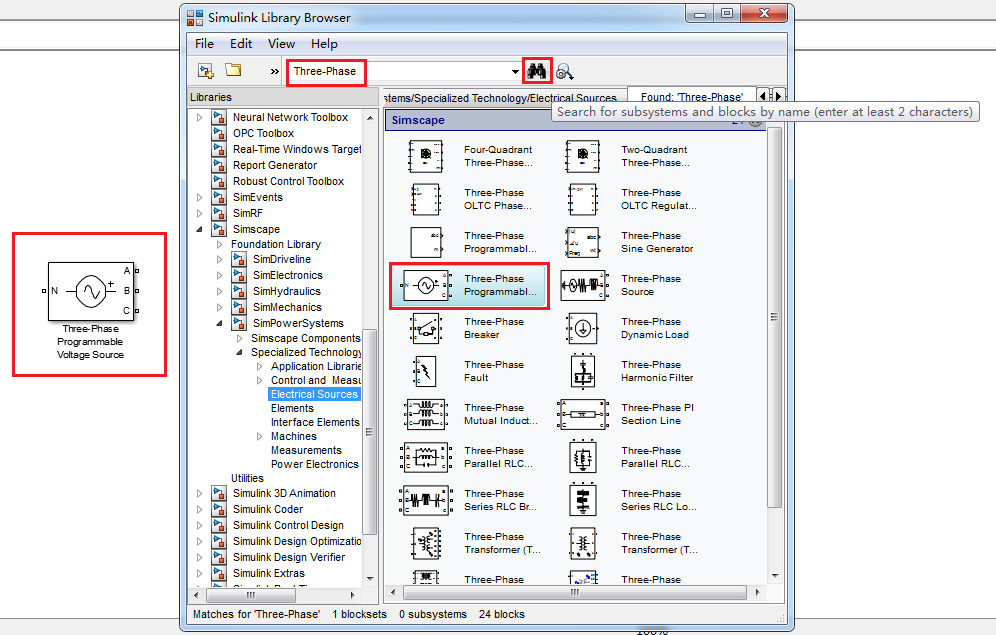 Simulink Library Browser
File Edit View Help
» Three-Phase
Libraries
stems/Specialized Technology/Electrical Sources
Found: 'Three-Phase'
Search for subsystems and blocks by name (enter at least 2 characters)
Neural Network Toolbox
OPC Toolbox
Real-Time Windows Target
Report Generator
Robust Control Toolbox
SimEvents
SimRF
Simscape
Foundation Library
SimDriveline
SimElectronics
SimHydraulics
SimMechanics
SimPowerSystems
Simscape Components
Specialized Technology
Application Librarie
Control and Measu
Electrical Sources
Elements
Interface Elements
Machines
Measurements
Power Electronics
Utilities
Simulink 3D Animation
Simulink Coder
Simulink Control Design
Simulink Design Optimizatio
Simulink Design Verifier
Simulink Extras
Simscape
Four-Quadrant
Three-Phase...
Two-Quadrant
Three-Phase...
Three-Phase
OLTC Phase...
Three-Phase
OLTC Regulat...
Three-Phase
Programmabl...
Three-Phase
Sine Generator
Three-Phase
Programmabl...
Three-Phase
Source
Three-Phase
Breaker
Three-Phase
Dynamic Load
Three-Phase
Fault
Three-Phase
Harmonic Filter
Three-Phase
Mutual Induct...
Three-Phase PI
Section Line
Three-Phase
Parallel RLC...
Three-Phase
Parallel RLC...
Three-Phase
Series RLC Br...
Three-Phase
Series RLC Lo...
Three-Phase
Transformer (T...
Three-Phase
Transformer (T...
Three-Phase
Three-Phase
N
A
B
C
Three-Phase
Programmable
Voltage Source
Matches for 'Three-Phase' 1 blocksets 0 subsystems 24 blocks
100%